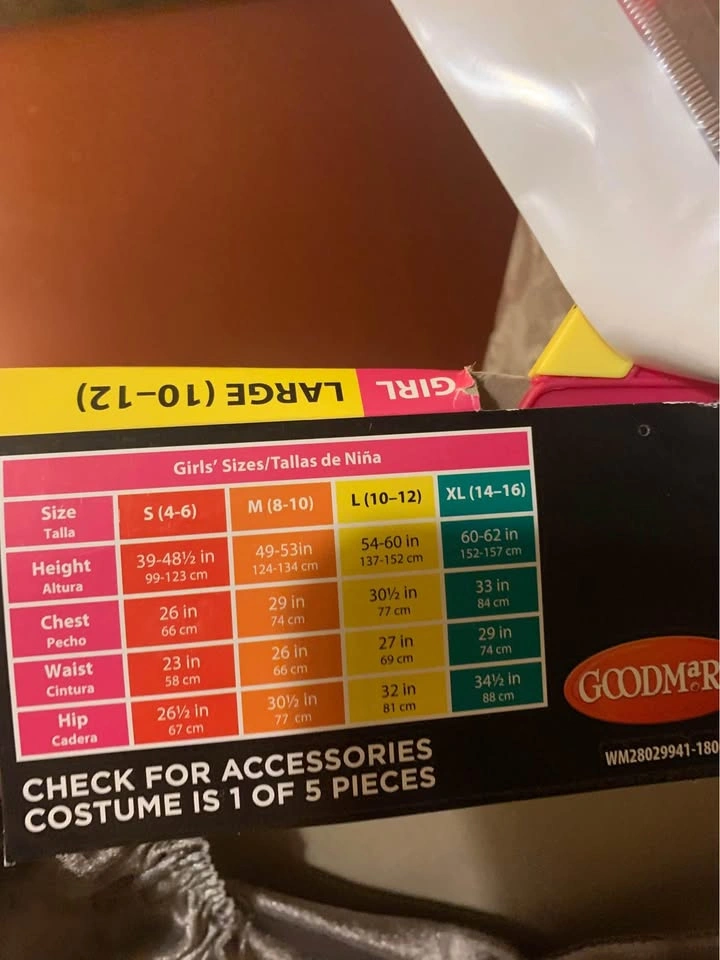 GIRL LARGE (10–12)
Girls' Sizes/Tallas de Niña
Size S (4-6) M (8-10) L (10–12) XL (14–16)
Talla
Height 39-48½ in 49-53in 54-60 in 60-62 in
Altura 99-123 cm 124-134 cm 137-152 cm 152-157 cm
Chest 26 in 29 in 30½ in 33 in
Pecho 66 cm 74 cm 77 cm 84 cm
Waist 23 in 26 in 27 in 29 in
Cintura 58 cm 66 cm 69 cm 74 cm
Hip 26½ in 30½ in 32 in 34½ in
Cadera 67 cm 77 cm 81 cm 88 cm
GOODMaR
WM28029941-180
CHECK FOR ACCESSORIES
COSTUME IS 1 OF 5 PIECES